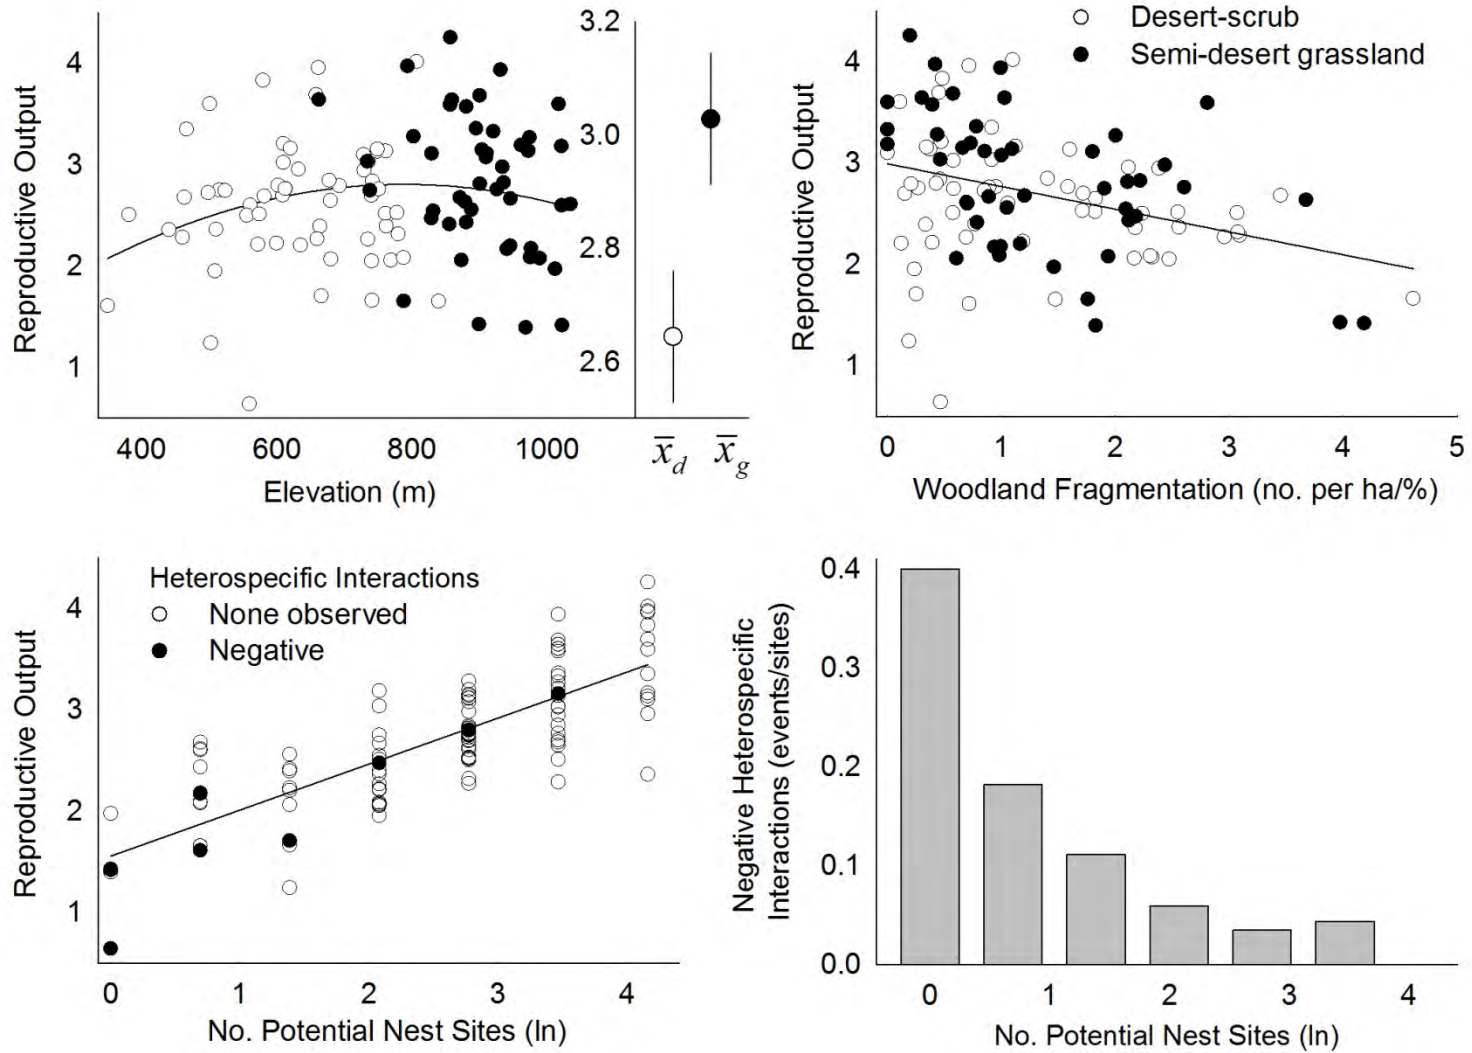 Reproductive Output
4
3
2
1
400
600
800
1000
Elevation (m)
3.2
3.0
2.8
2.6
x̅d
x̅g
Reproductive Output
4
3
2
1
0
1
2
3
4
5
Woodland Fragmentation (no. per ha/%)
Desert-scrub
Semi-desert grassland
Reproductive Output
4
3
2
1
0
1
2
3
4
No. Potential Nest Sites (ln)
Heterospecific Interactions
None observed
Negative
Negative Heterospecific
Interactions (events/sites)
0.4
0.3
0.2
0.1
0.0
0
1
2
3
4
No. Potential Nest Sites (ln)